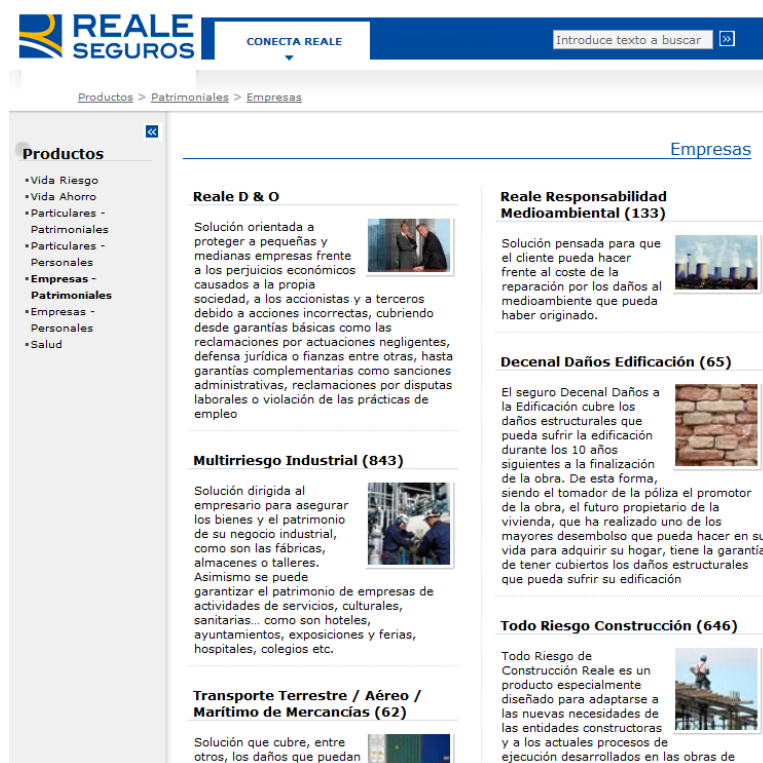 REALE
SEGUROS
CONECTA REALE
Introduce texto a buscar
Productos > Patrimoniales > Empresas
Productos
Vida Riesgo
Vida Ahorro
Particulares -
Patrimoniales
Particulares -
Personales
Empresas -
Patrimoniales
Empresas -
Personales
Salud
Empresas
Reale D & O
Solución orientada a
proteger a pequeñas y
medianas empresas frente
a los perjuicios económicos
causados a la propia
sociedad, a los accionistas y a terceros
debido a acciones incorrectas, cubriendo
desde garantías básicas como las
reclamaciones por actuaciones negligentes,
defensa jurídica o fianzas entre otras, hasta
garantías complementarias como sanciones
administrativas, reclamaciones por disputas
laborales o violación de las prácticas de
empleo
Multirriesgo Industrial (843)
Solución dirigida al
empresario para asegurar
los bienes y el patrimonio
de su negocio industrial,
como son las fábricas,
almacenes o talleres.
Asimismo se puede
garantizar el patrimonio de empresas de
actividades de servicios, culturales,
sanitarias... como son hoteles,
ayuntamientos, exposiciones y ferias,
hospitales, colegios etc.
Transporte Terrestre / Aéreo /
Marítimo de Mercancías (62)
Solución que cubre, entre
otros, los daños que puedan
Reale Responsabilidad
Medioambiental (133)
Solución pensada para que
el cliente pueda hacer
frente al coste de la
reparación por los daños al
medioambiente que pueda
haber originado.
Decenal Daños Edificación (65)
El seguro Decenal Daños a
la Edificación cubre los
daños estructurales que
pueda sufrir la edificación
durante los 10 años
siguientes a la finalización
de la obra. De esta forma,
siendo el tomador de la póliza el promotor
de la obra, el futuro propietario de la
vivienda, que ha realizado uno de los
mayores desembolso que pueda hacer en su
vida para adquirir su hogar, tiene la garantía
de tener cubiertos los daños estructurales
que pueda sufrir su edificación
Todo Riesgo Construcción (646)
Todo Riesgo de
Construcción Reale es un
producto especialmente
diseñado para adaptarse a
las nuevas necesidades de
las entidades constructoras
y a los actuales procesos de
ejecución desarrollados en las obras de